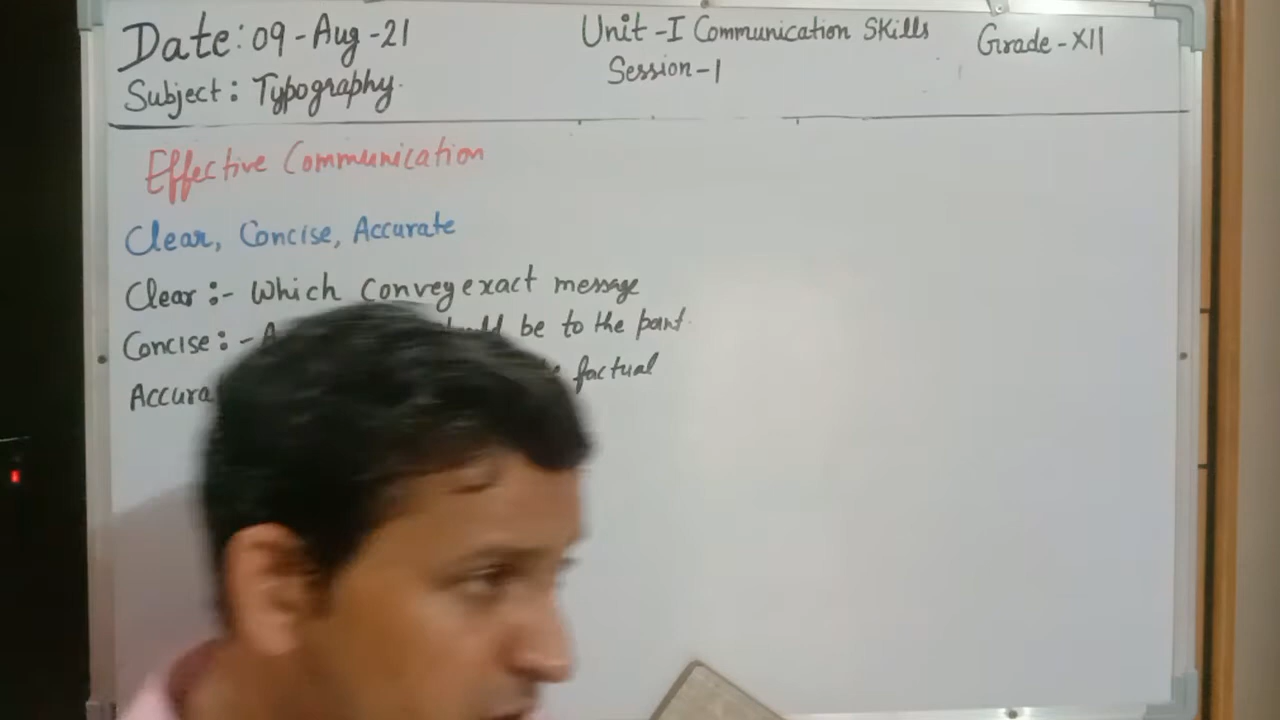 Date: 09-Aug-21
Unit-I Communication Skills
Grade-XII
Session-1
Subject: Typography.
Effective Communication
Clear, Concise, Accurate
Clear :- Which convey exact message
Concise :- be to the point.
factual